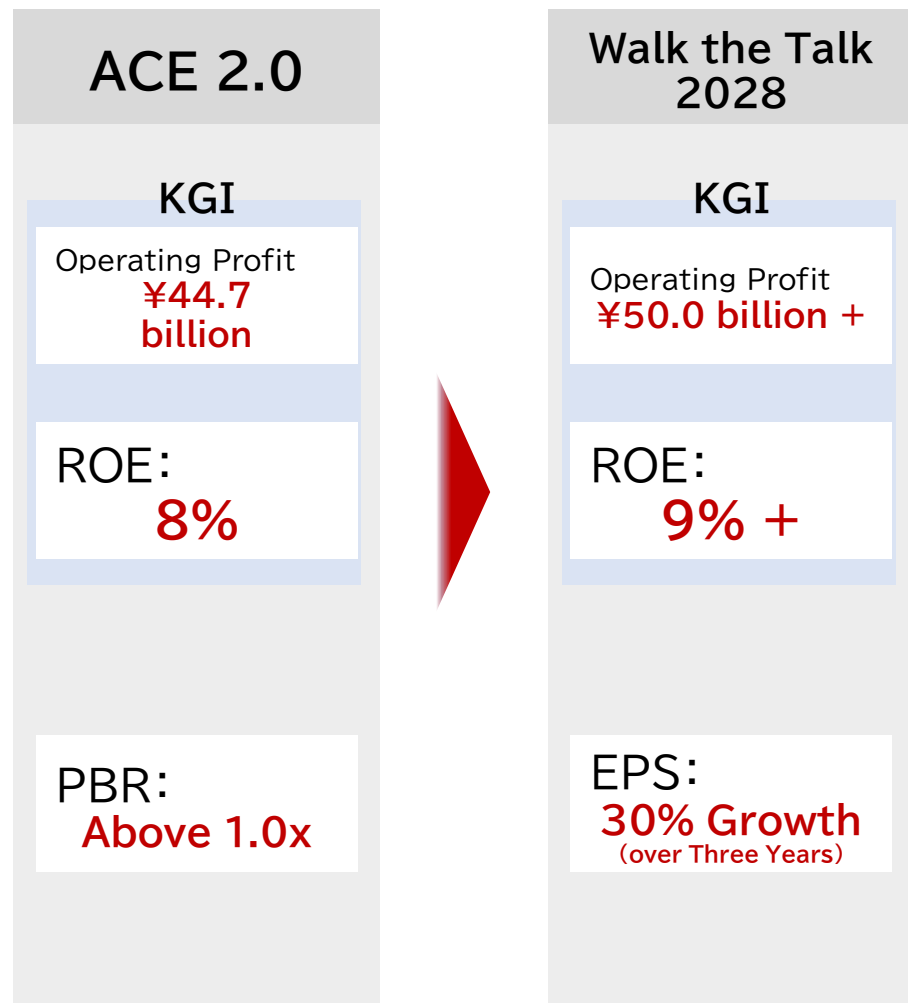 ACE 2.0
KGI
Operating Profit
¥44.7
billion
ROE:
8%
PBR:
Above 1.0x
Walk the Talk
2028
KGI
Operating Profit
¥50.0 billion +
ROE:
9% +
EPS:
30% Growth
(over Three Years)